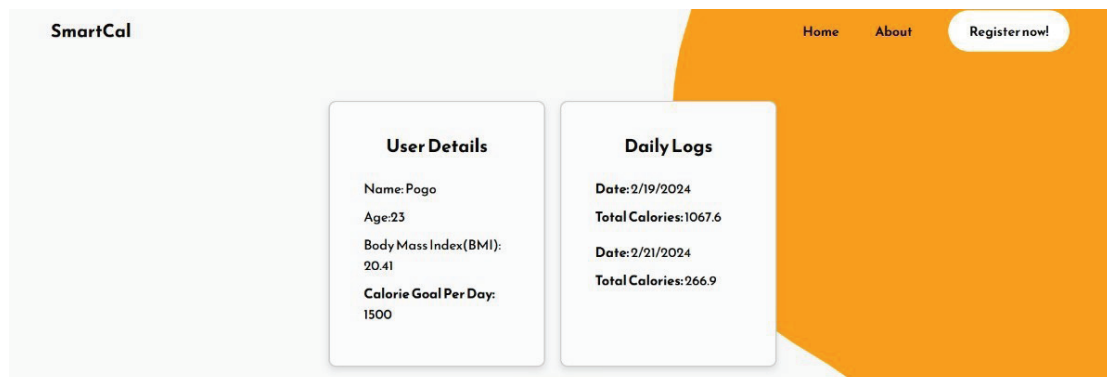 SmartCal
Home About Register now!
User Details
Name: Pogo
Age:23
Body Mass Index(BMI):
20.41
Calorie Goal Per Day:
1500
Daily Logs
Date: 2/19/2024
Total Calories: 1067.6
Date: 2/21/2024
Total Calories: 266.9